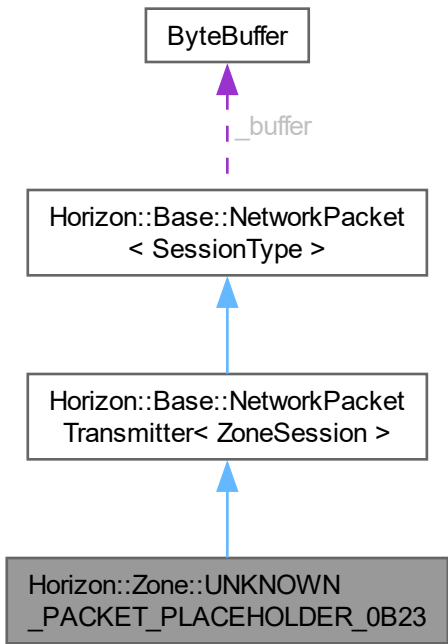 ByteBuffer
_buffer
Horizon::Base::NetworkPacket
< SessionType >
Horizon::Base::NetworkPacket
Transmitter< ZoneSession >
Horizon::Zone::UNKNOWN
_PACKET_PLACEHOLDER_0B23